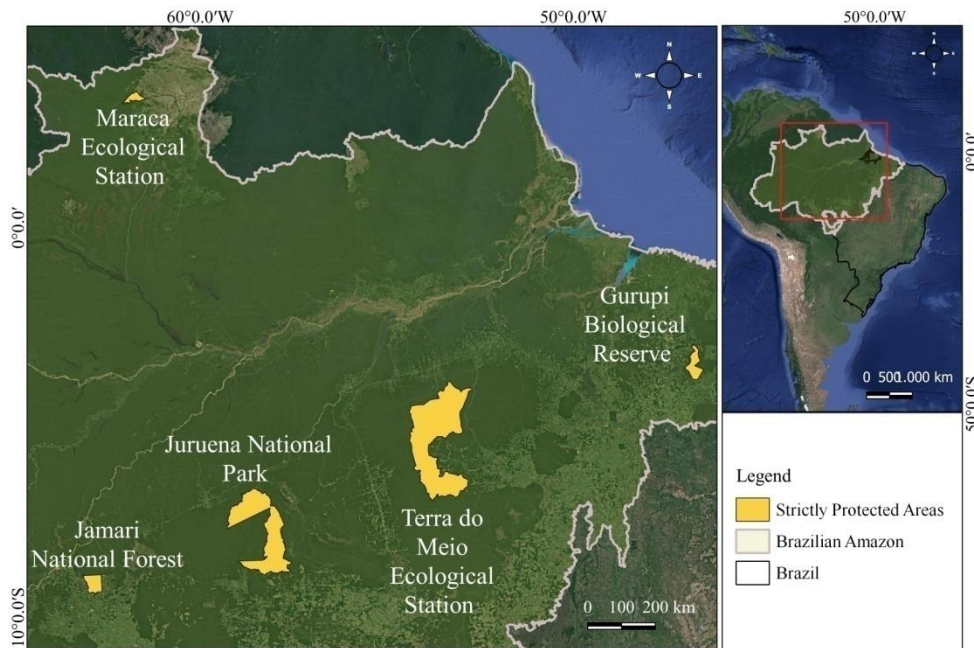 60°0.0'W
50°0.0'W
50°0.0'W
N
W
E
S
Maraca
Ecological
Station
0°0.0'
0°0.0'
Gurupi
Biological
Reserve
0 500 1.000 km
50°0.0'S
Juruena National
Park
Jamari
National Forest
Terra do
Meio
Ecological
Station
10°0.0'S
0 100 200 km
Legend
Strictly Protected Areas
Brazilian Amazon
Brazil